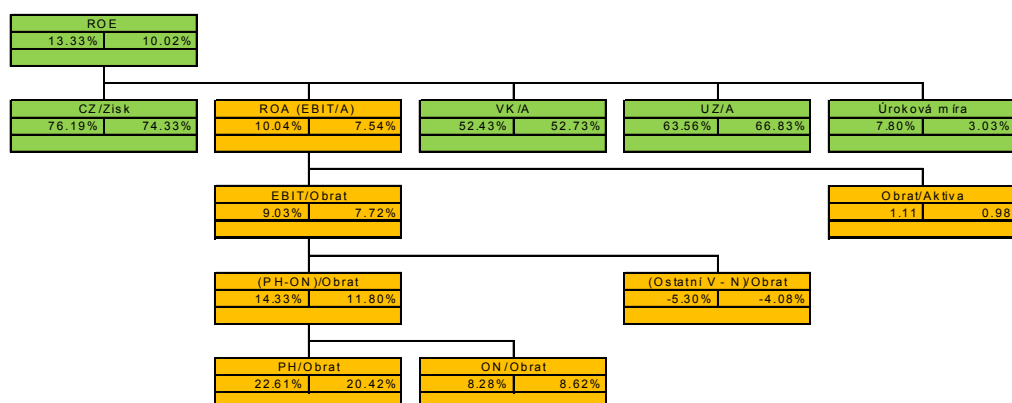 ROE
13.33% 10.02%
CZ/Zisk ROA (EBIT/A) VK/A UZ/A Úroková míra
76.19% 74.33% 10.04% 7.54% 52.43% 52.73% 63.56% 66.83% 7.80% 3.03%
EBIT/Obrat Obrat/Aktiva
9.03% 7.72% 1.11 0.98
(PH-ON)/Obrat (Ostatní V - N)/Obrat
14.33% 11.80% -5.30% -4.08%
PH/Obrat ON/Obrat
22.61% 20.42% 8.28% 8.62%